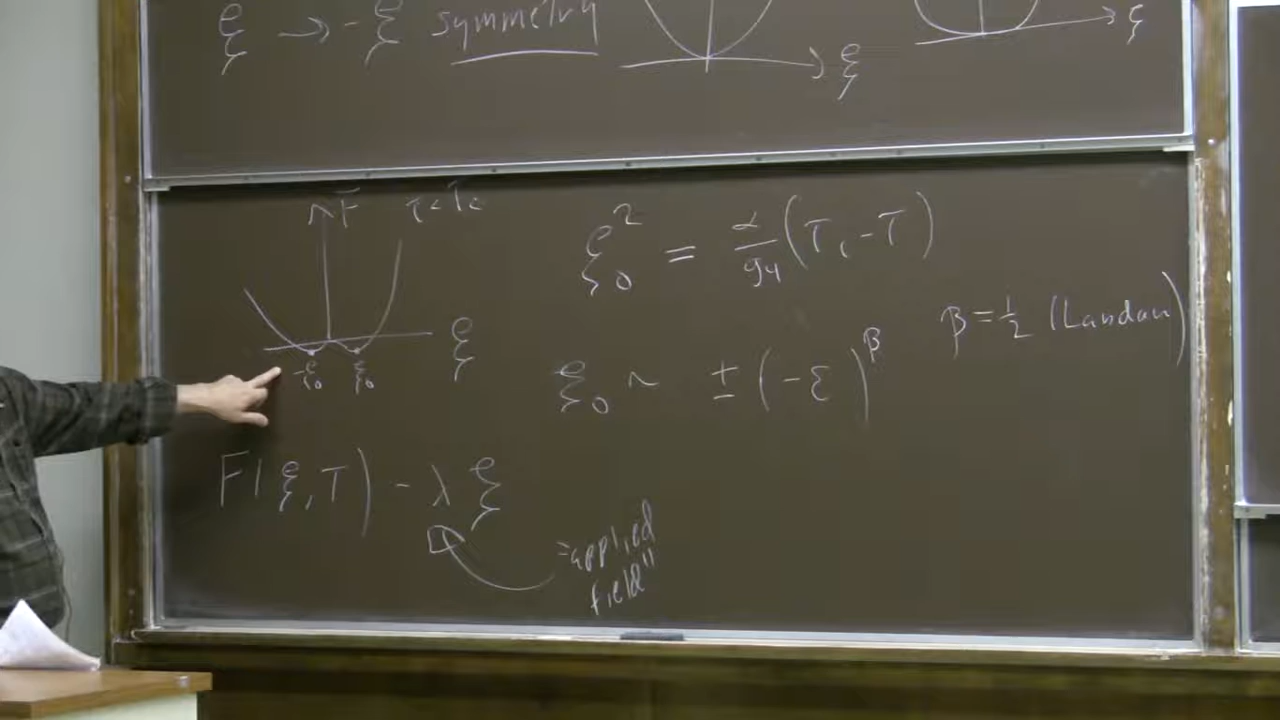 ξ → -ξ symmetry
ξ
ξ
F T<Tc
ξ
-ξ₀ ξ₀
ξ₀² = α/g₄ (Tc - T)
ξ₀ ~ ± (-ε)^β β = 1/2 (Landau)
F(ξ, T) - λ ξ
"applied
field"